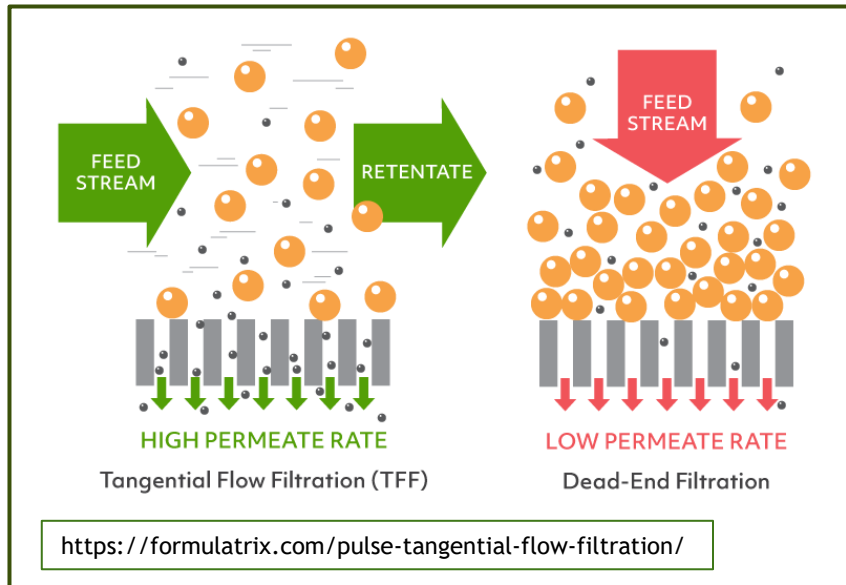 FEED
STREAM
RETENTATE
HIGH PERMEATE RATE
Tangential Flow Filtration (TFF)
FEED
STREAM
LOW PERMEATE RATE
Dead-End Filtration
https://formulatrix.com/pulse-tangential-flow-filtration/